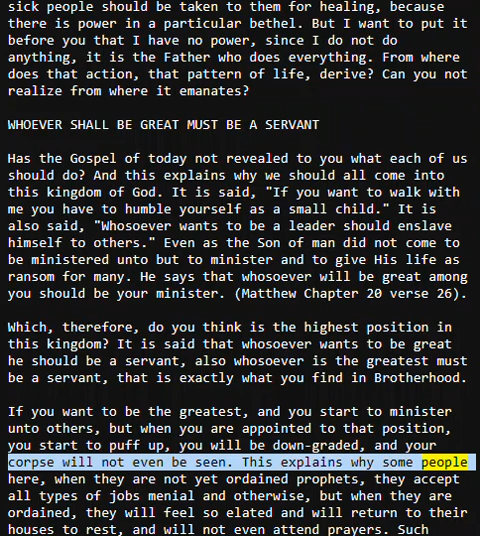 sick people should be taken to them for healing, because
there is power in a particular bethel. But I want to put it
before you that I have no power, since I do not do
anything, it is the Father who does everything. From where
does that action, that pattern of life, derive? Can you not
realize from where it emanates?
WHOEVER SHALL BE GREAT MUST BE A SERVANT
Has the Gospel of today not revealed to you what each of us
should do? And this explains why we should all come into
this kingdom of God. It is said, "If you want to walk with
me you have to humble yourself as a small child." It is
also said, "Whosoever wants to be a leader should enslave
himself to others." Even as the Son of man did not come to
be ministered unto but to minister and to give His life as
ransom for many. He says that whosoever will be great among
you should be your minister. (Matthew Chapter 20 verse 26).
Which, therefore, do you think is the highest position in
this kingdom? It is said that whosoever wants to be great
he should be a servant, also whosoever is the greatest must
be a servant, that is exactly what you find in Brotherhood.
If you want to be the greatest, and you start to minister
unto others, but when you are appointed to that position,
you start to puff up, you will be down-graded, and your
corpse will not even be seen. This explains why some people
here, when they are not yet ordained prophets, they accept
all types of jobs menial and otherwise, but when they are
ordained, they will feel so elated and will return to their
houses to rest, and will not even attend prayers. Such